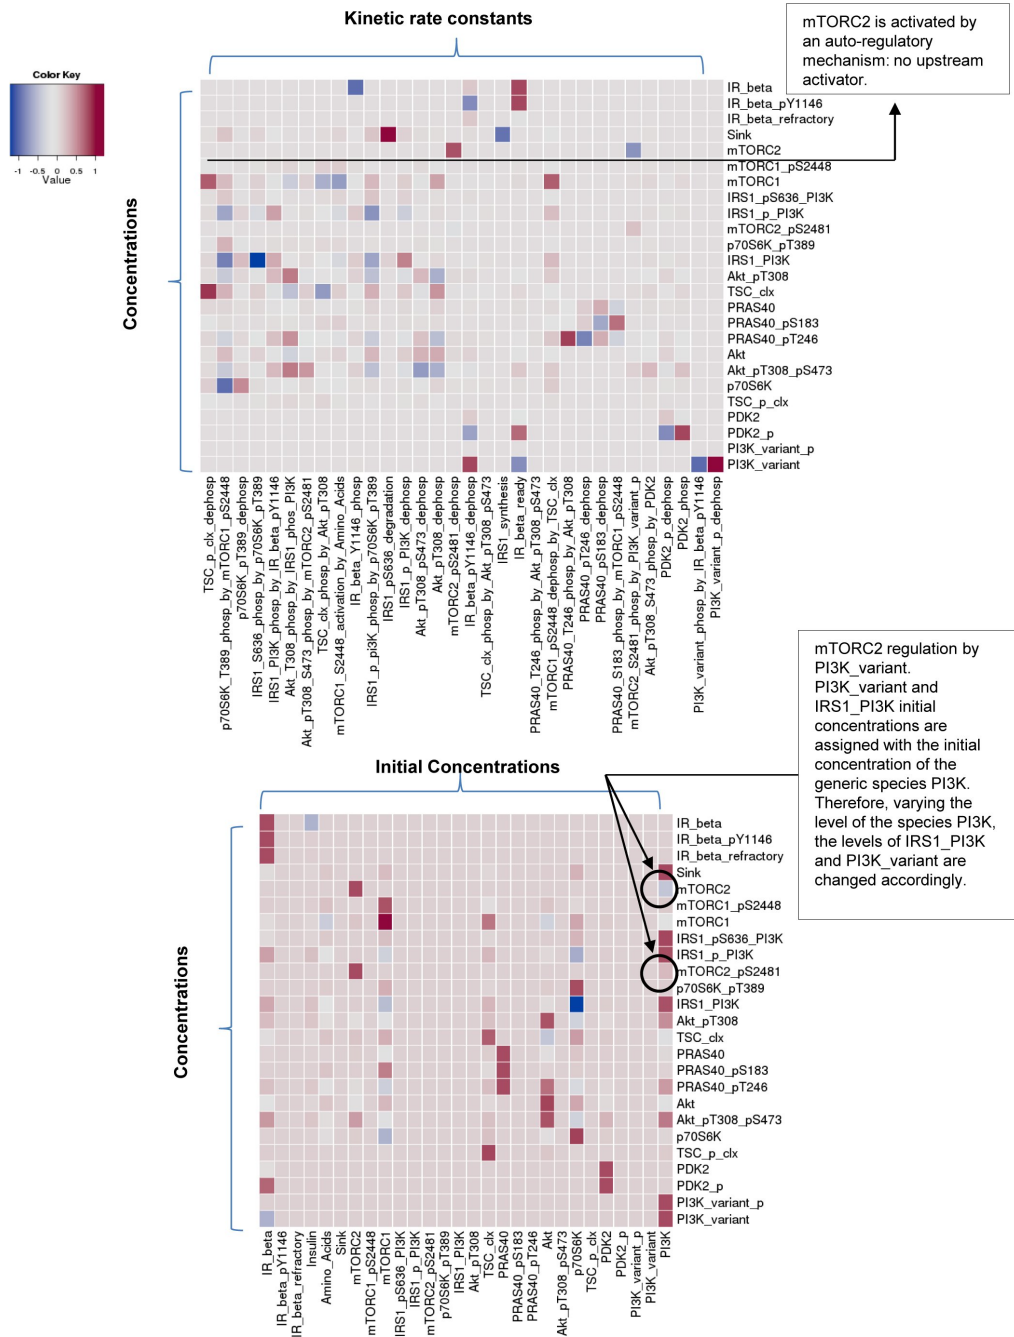 Kinetic rate constants
mTORC2 is activated by
an auto-regulatory
mechanism: no upstream
activator.
Color Key
-1 -0.5 0 0.5 1
Value
Concentrations
IR_beta
IR_beta_pY1146
IR_beta_refractory
Sink
mTORC2
mTORC1_pS2448
mTORC1
IRS1_pS636_PI3K
IRS1_p_PI3K
mTORC2_pS2481
p70S6K_pT389
IRS1_PI3K
Akt_pT308
TSC_clx
PRAS40
PRAS40_pS183
PRAS40_pT246
Akt
Akt_pT308_pS473
p70S6K
TSC_p_clx
PDK2
PDK2_p
PI3K_variant_p
PI3K_variant
TSC_p_clx_dephosp
p70S6K_T389_phosp_by_mTORC1_pS2448
p70S6K_pT389_dephosp
IRS1_S636_phosp_by_p70S6K_pT389
IRS1_PI3K_phosp_by_IR_beta_pY1146
Akt_T308_phosp_by_IRS1_phos_PI3K
Akt_pT308_S473_phosp_by_mTORC2_pS2481
TSC_clx_phosp_by_Akt_pT308
mTORC1_S2448_activation_by_Amino_Acids
IR_beta_Y1146_phosp
IRS1_p_pi3K_phosp_by_p70S6K_pT389
IRS1_pS636_degradation
IRS1_p_PI3K_dephosp
Akt_pT308_pS473_dephosp
Akt_pT308_dephosp
mTORC2_pS2481_dephosp
IR_beta_pY1146_dephosp
TSC_clx_phosp_by_Akt_pT308_pS473
IRS1_synthesis
IR_beta_ready
PRAS40_T246_phosp_by_Akt_pT308_pS473
mTORC1_pS2448_dephosp_by_TSC_clx
PRAS40_T246_phosp_by_Akt_pT308
PRAS40_pT246_dephosp
PRAS40_pS183_dephosp
PRAS40_S183_phosp_by_mTORC1_pS2448
mTORC2_S2481_phosp_by_PI3K_variant_p
Akt_pT308_S473_phosp_by_PDK2
PDK2_p_dephosp
PDK2_phosp
PI3K_variant_phosp_by_IR_beta_pY1146
PI3K_variant_p_dephosp
mTORC2 regulation by
PI3K_variant.
PI3K_variant and
IRS1_PI3K initial
concentrations are
assigned with the initial
concentration of the
generic species PI3K.
Therefore, varying the
level of the species PI3K,
the levels of IRS1_PI3K
and PI3K_variant are
changed accordingly.
Initial Concentrations
Concentrations
IR_beta
IR_beta_pY1146
IR_beta_refractory
Sink
mTORC2
mTORC1_pS2448
mTORC1
IRS1_pS636_PI3K
IRS1_p_PI3K
mTORC2_pS2481
p70S6K_pT389
IRS1_PI3K
Akt_pT308
TSC_clx
PRAS40
PRAS40_pS183
PRAS40_pT246
Akt
Akt_pT308_pS473
p70S6K
TSC_p_clx
PDK2
PDK2_p
PI3K_variant_p
PI3K_variant
IR_beta
IR_beta_pY1146
IR_beta_refractory
Insulin
Amino_Acids
Sink
mTORC2
mTORC1_pS2448
mTORC1
IRS1_pS636_PI3K
IRS1_p_PI3K
mTORC2_pS2481
p70S6K_pT389
IRS1_PI3K
Akt_pT308
TSC_clx
PRAS40
PRAS40_pS183
PRAS40_pT246
Akt
Akt_pT308_pS473
p70S6K
TSC_p_clx
PDK2
PDK2_p
PI3K_variant_p
PI3K_variant
PI3K